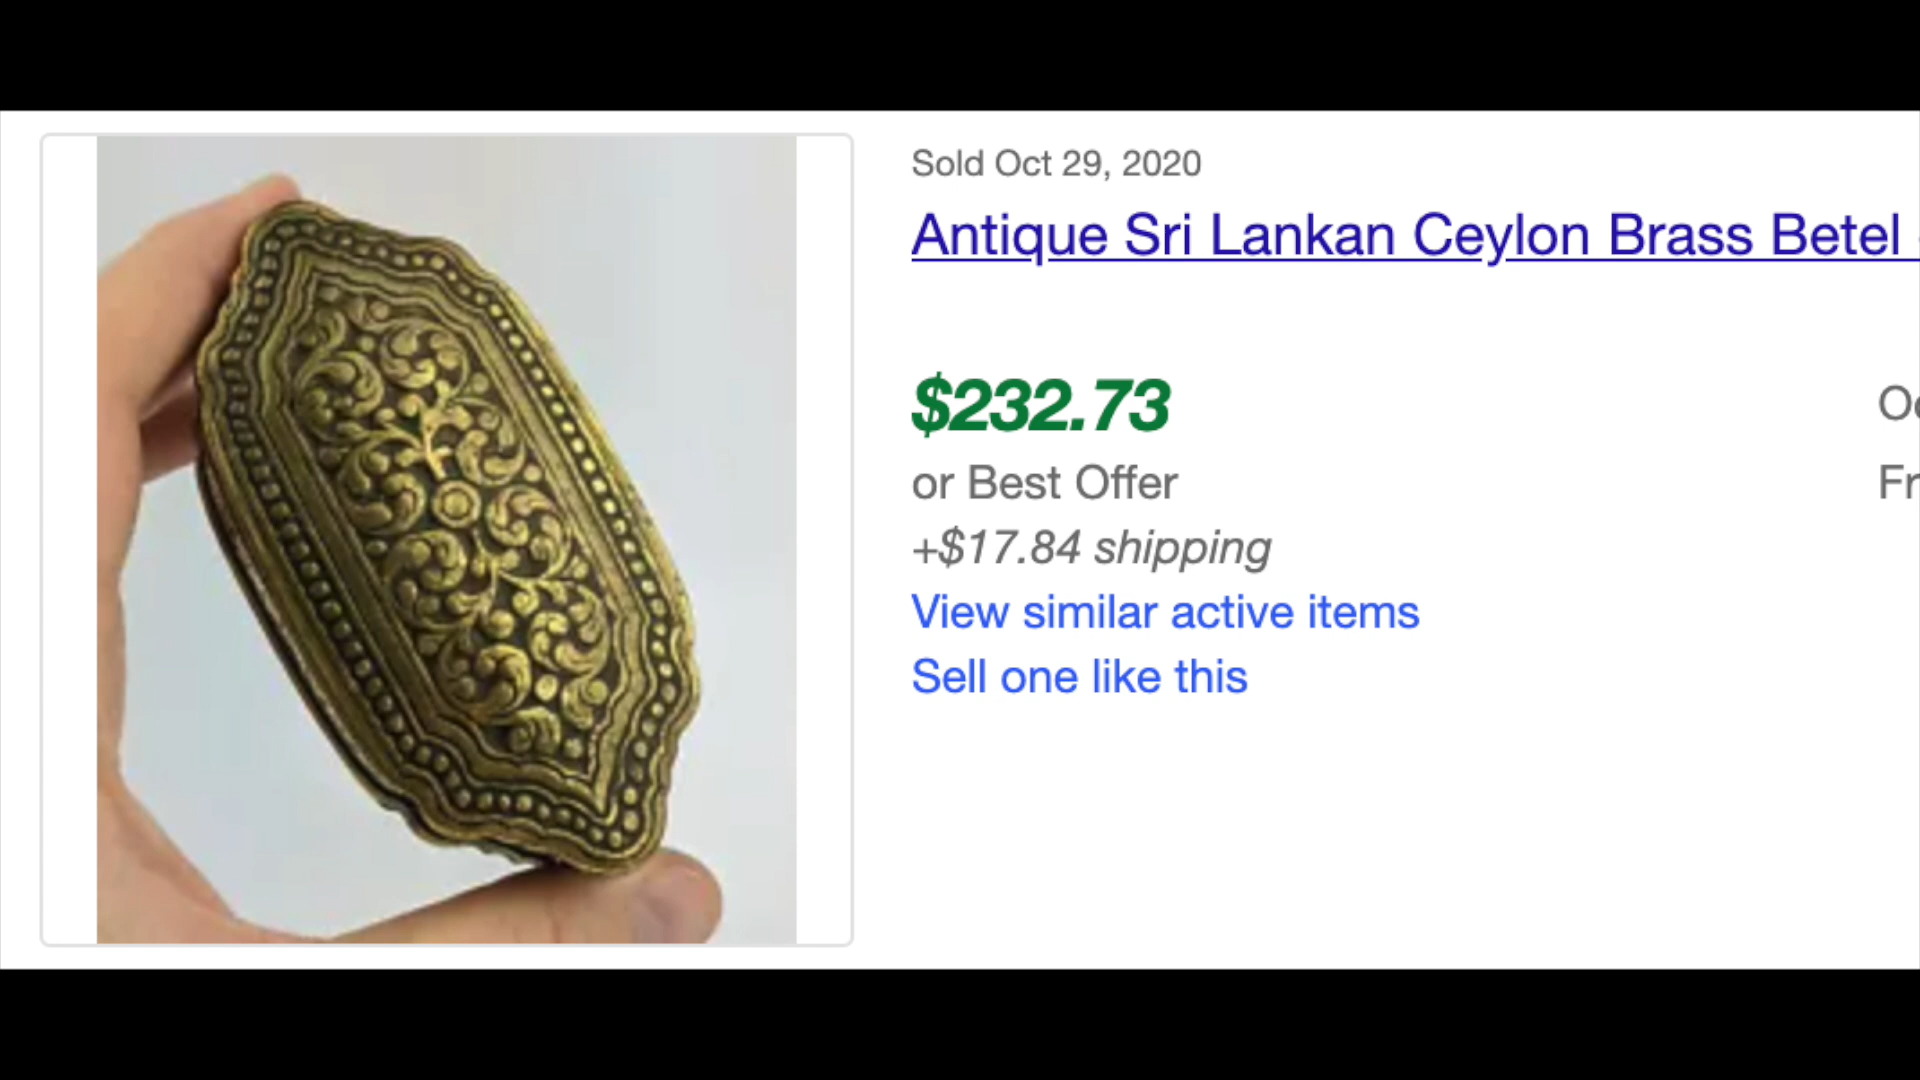 Sold Oct 29, 2020
Antique Sri Lankan Ceylon Brass Betel
$232.73
or Best Offer
+$17.84 shipping
View similar active items
Sell one like this